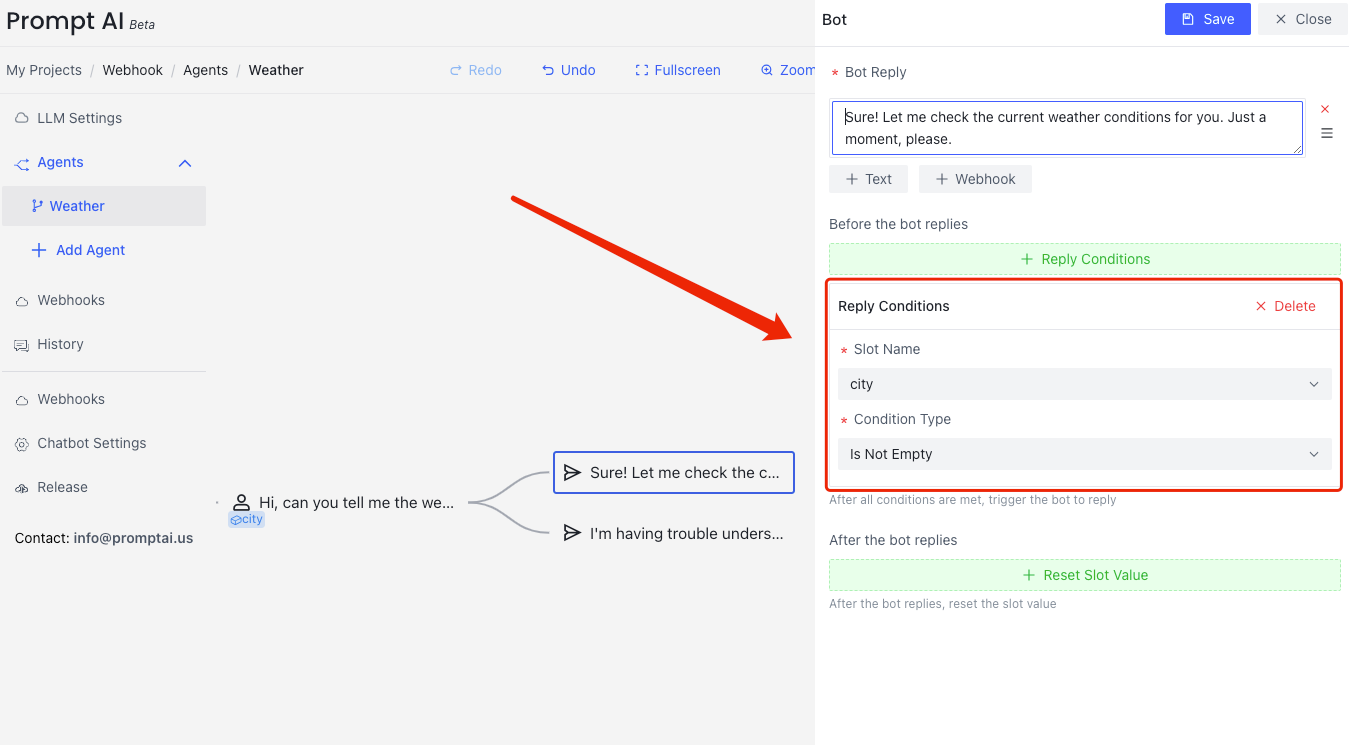 Prompt AI Beta
My Projects / Webhook / Agents / Weather
Redo
Undo
Fullscreen
Zoom
LLM Settings
Agents
Weather
Add Agent
Webhooks
History
Webhooks
Chatbot Settings
Release
Contact: info@promptai.us
Hi, can you tell me the we...
city
Sure! Let me check the c...
I'm having trouble unders...
Bot
Save
Close
* Bot Reply
Sure! Let me check the current weather conditions for you. Just a
moment, please.
+ Text
+ Webhook
Before the bot replies
+ Reply Conditions
Reply Conditions
Delete
* Slot Name
city
* Condition Type
Is Not Empty
After all conditions are met, trigger the bot to reply
After the bot replies
+ Reset Slot Value
After the bot replies, reset the slot value